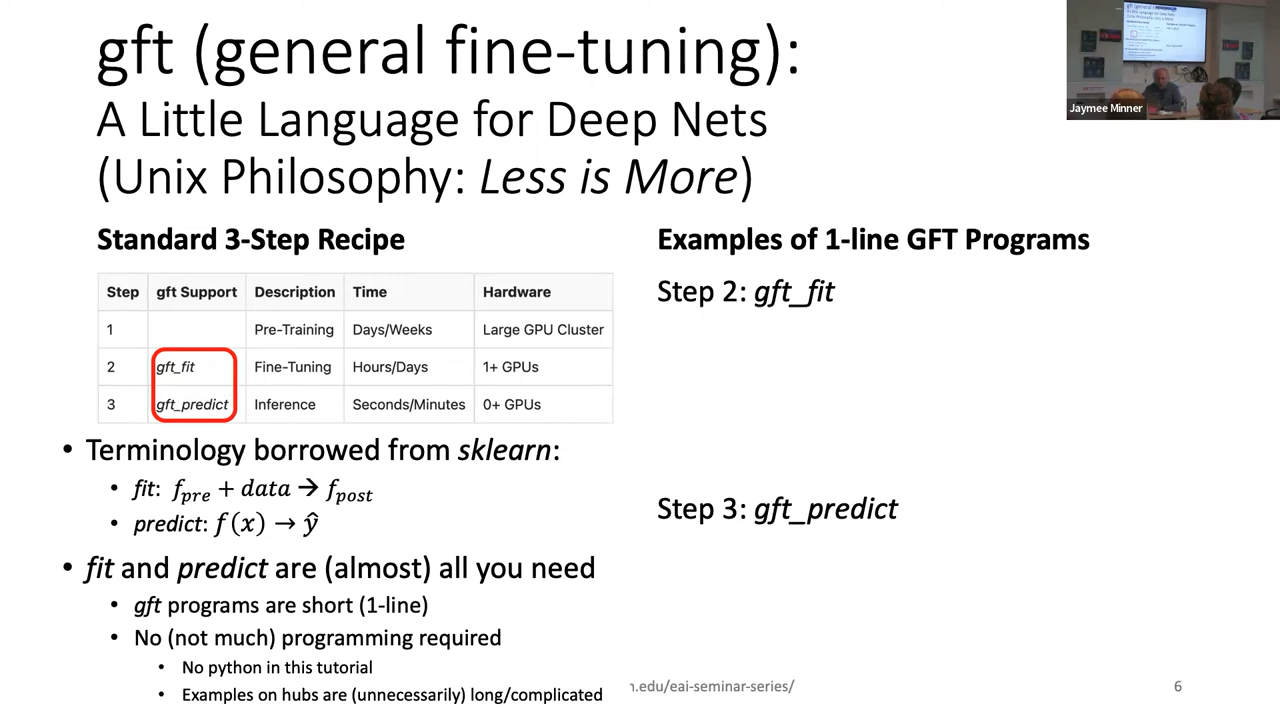 gft (general fine-tuning):
A Little Language for Deep Nets
(Unix Philosophy: Less is More)
Jaymee Minner
Standard 3-Step Recipe
Step gft Support Description Time Hardware
1 Pre-Training Days/Weeks Large GPU Cluster
2 gft_fit Fine-Tuning Hours/Days 1+ GPUs
3 gft_predict Inference Seconds/Minutes 0+ GPUs
• Terminology borrowed from sklearn:
• fit: f_pre + data → f_post
• predict: f(x) → ŷ
• fit and predict are (almost) all you need
• gft programs are short (1-line)
• No (not much) programming required
• No python in this tutorial
• Examples on hubs are (unnecessarily) long/complicated
Examples of 1-line GFT Programs
Step 2: gft_fit
Step 3: gft_predict
.edu/eai-seminar-series/
6